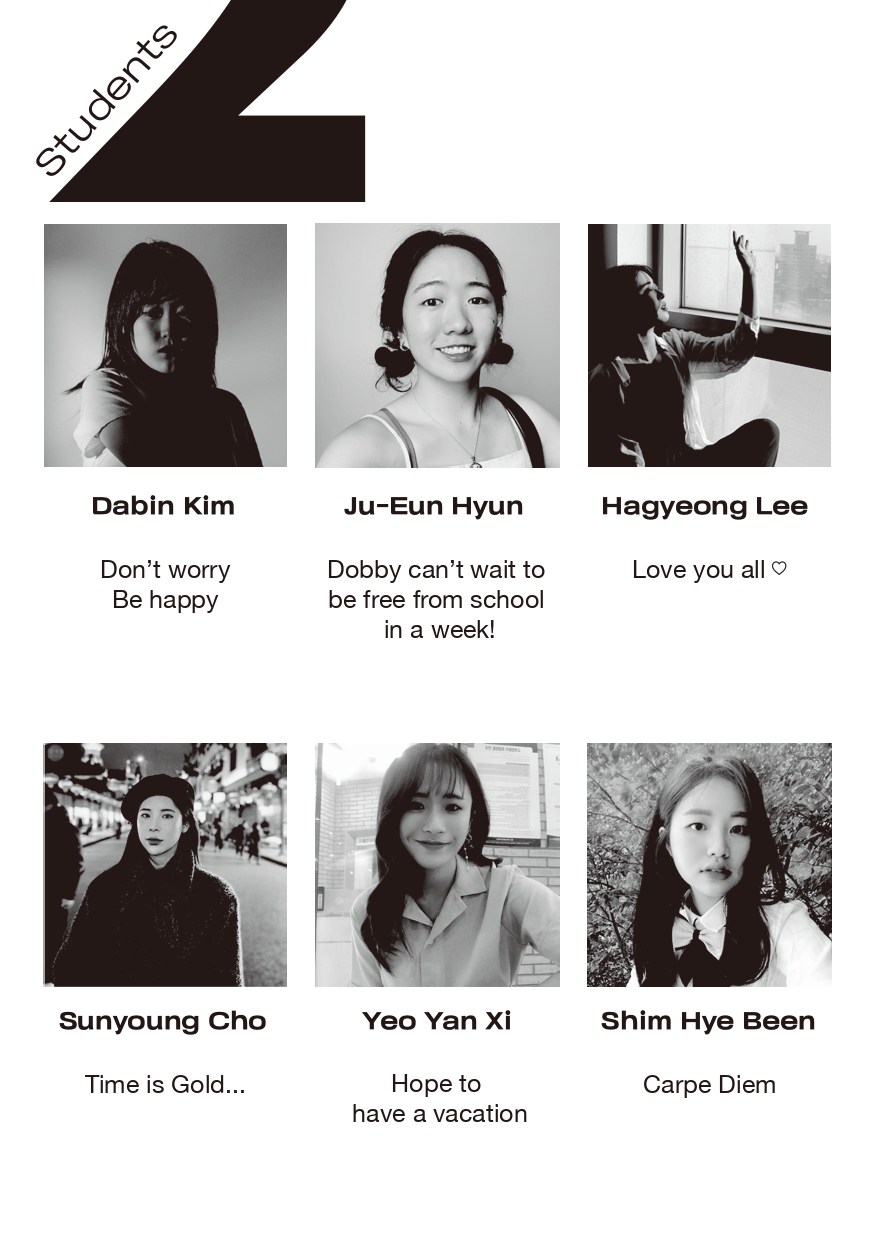 Students
2
Dabin Kim
Don’t worry
Be happy
Ju-Eun Hyun
Dobby can’t wait to
be free from school
in a week!
Hagyeong Lee
Love you all ♡
Sunyoung Cho
Time is Gold...
Yeo Yan Xi
Hope to
have a vacation
Shim Hye Been
Carpe Diem